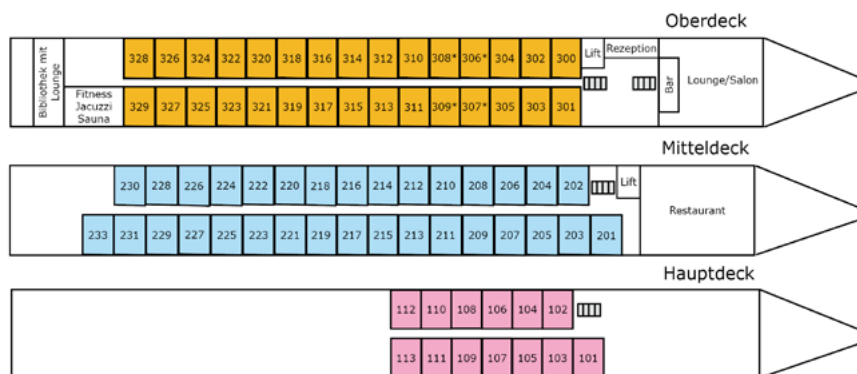 Oberdeck
Bibliothek mit
Lounge
328 326 324 322 320 318 316 314 312 310 308* 306* 304 302 300
Lift
Rezeption
Bar
Lounge/Salon
Fitness
Jacuzzi
Sauna
329 327 325 323 321 319 317 315 313 311 309* 307* 305 303 301
Mitteldeck
230 228 226 224 222 220 218 216 214 212 210 208 206 204 202
Lift
Restaurant
233 231 229 227 225 223 221 219 217 215 213 211 209 207 205 203 201
Hauptdeck
112 110 108 106 104 102
113 111 109 107 105 103 101